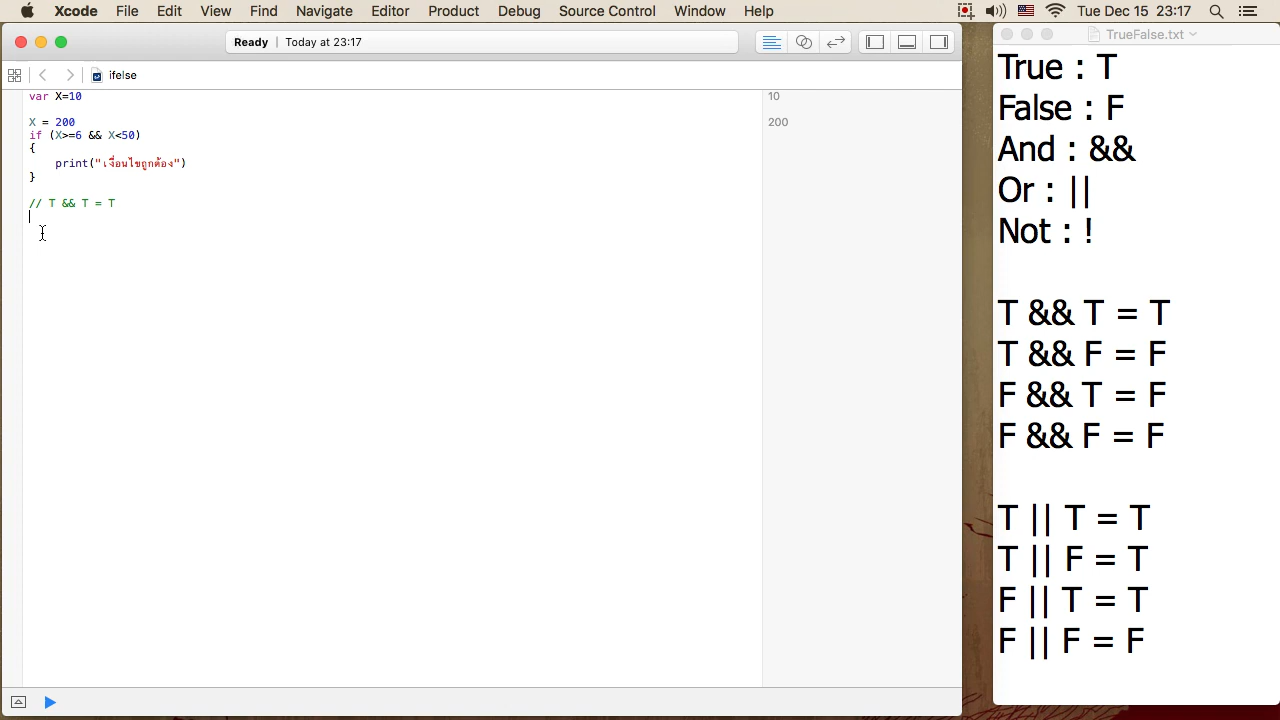 Xcode File Edit View Find Navigate Editor Product Debug Source Control Window Help Tue Dec 15 23:17
Ready oday at 23:17
ifelse
var X=10
10
X = 200
200
if (X>=6 && X<50)
{
print("เงื่อนไขถูกต้อง")
}
// T && T = T
TrueFalse.txt
True : T
False : F
And : &&
Or : ||
Not : !
T && T = T
T && F = F
F && T = F
F && F = F
T || T = T
T || F = T
F || T = T
F || F = F